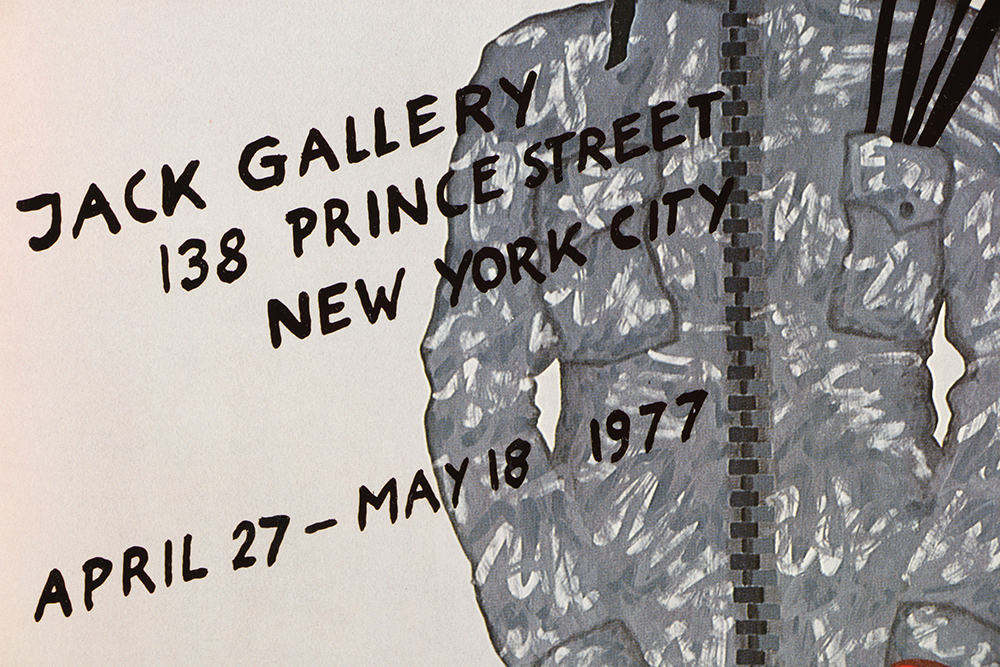 JACK GALLERY
138 PRINCE STREET
NEW YORK CITY
APRIL 27 – MAY 18 1977